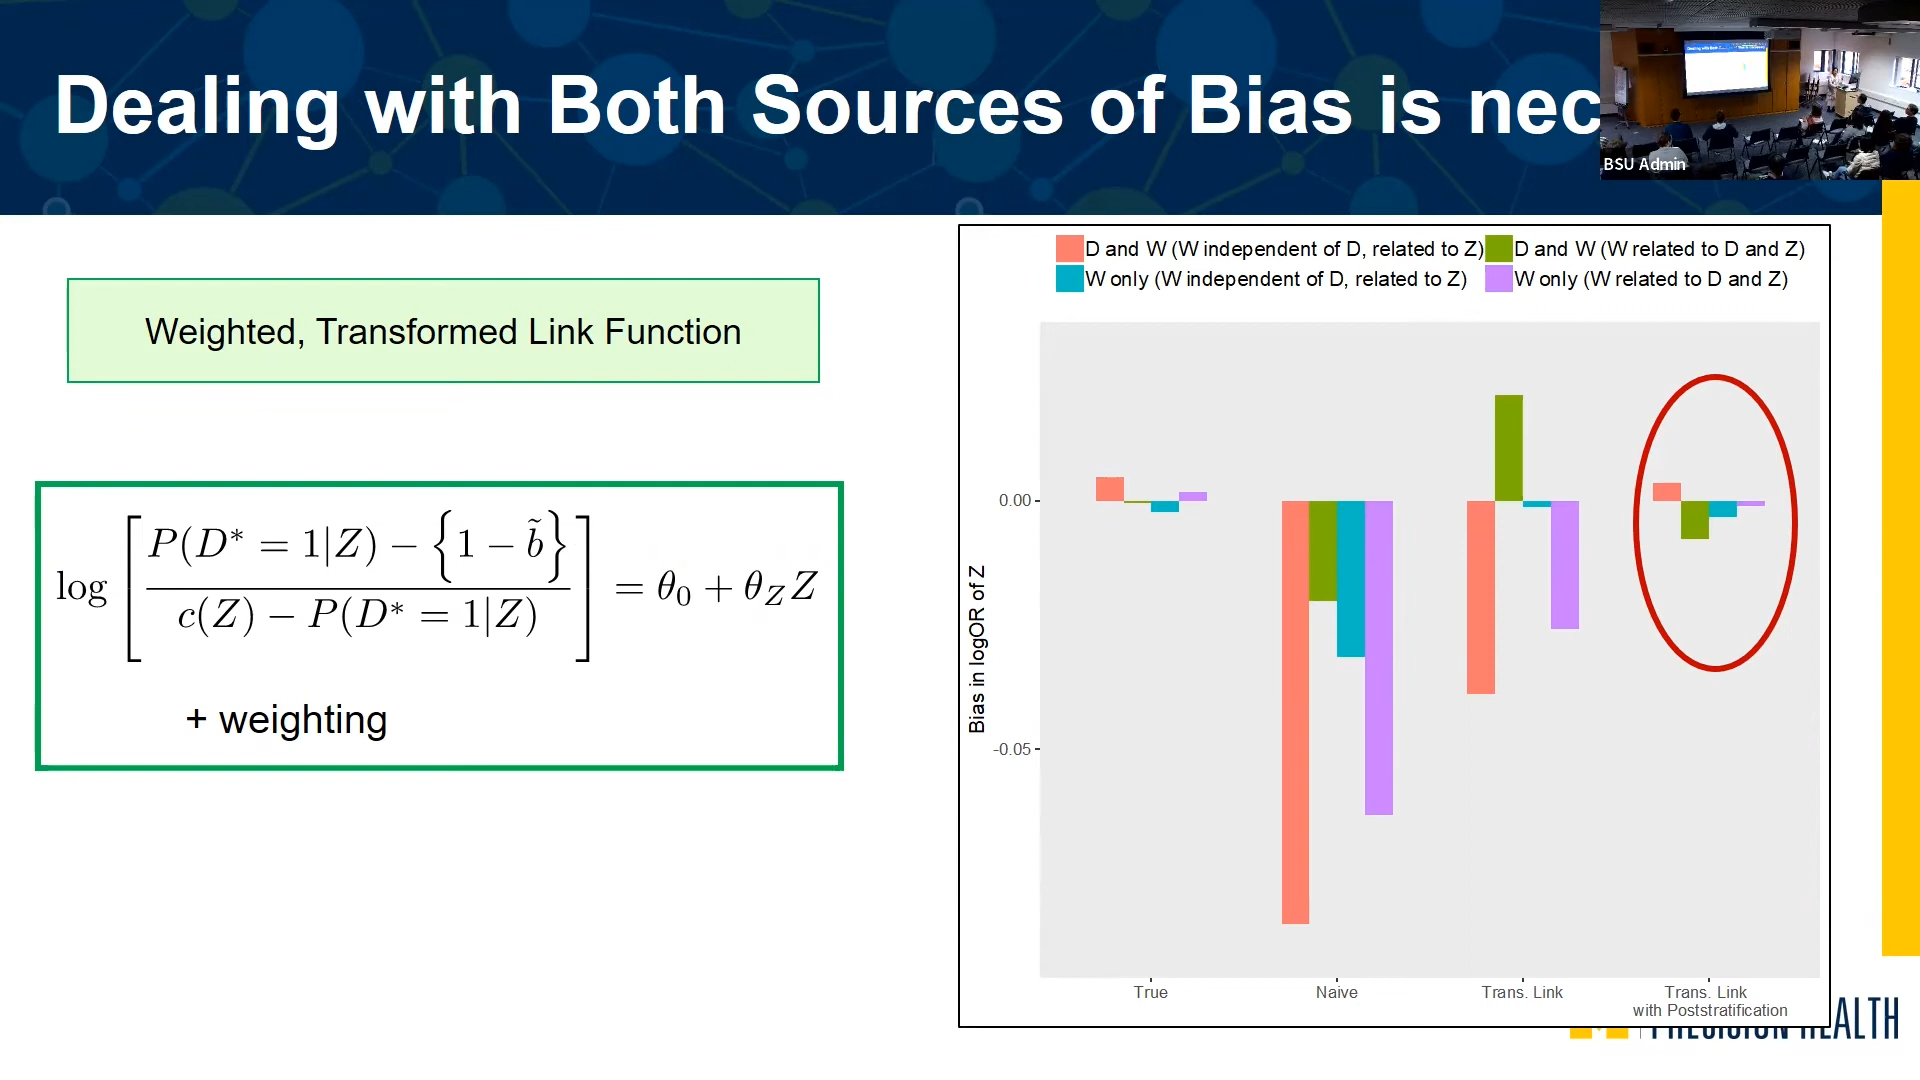 Dealing with Both Sources of Bias is nec
BSU Admin
Weighted, Transformed Link Function
log [ P(D* = 1|Z) − {1 − b̃} / c(Z) − P(D* = 1|Z) ] = θ₀ + θ_Z Z
+ weighting
D and W (W independent of D, related to Z)
D and W (W related to D and Z)
W only (W independent of D, related to Z)
W only (W related to D and Z)
Bias in logOR of Z
0.00
-0.05
True
Naive
Trans. Link
Trans. Link
with Poststratification
PRECISION HEALTH